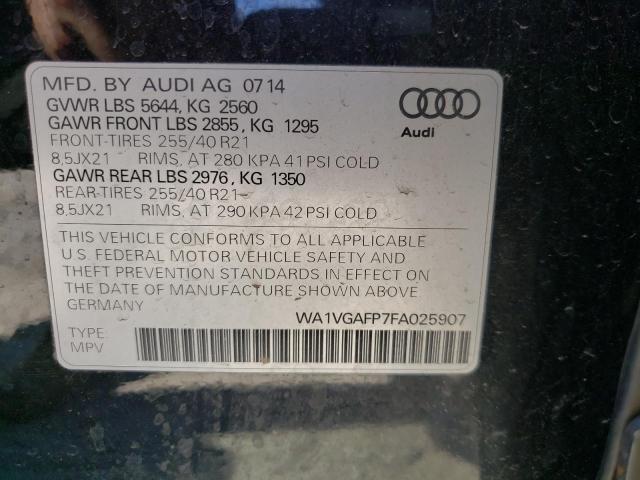 MFD. BY AUDI AG 07 14
GVWR LBS 5644, KG 2560
GAWR FRONT LBS 2855, KG 1295
FRONT-TIRES 255/40 R21
8,5JX21 RIMS, AT 280 KPA 41 PSI COLD
GAWR REAR LBS 2976, KG 1350
REAR-TIRES 255/40 R21
8,5JX21 RIMS, AT 290 KPA 42 PSI COLD
Audi
THIS VEHICLE CONFORMS TO ALL APPLICABLE
U.S. FEDERAL MOTOR VEHICLE SAFETY AND
THEFT PREVENTION STANDARDS IN EFFECT ON
THE DATE OF MANUFACTURE SHOWN ABOVE.
GERMANY
WA1VGAFP7FA025907
TYPE:
MPV